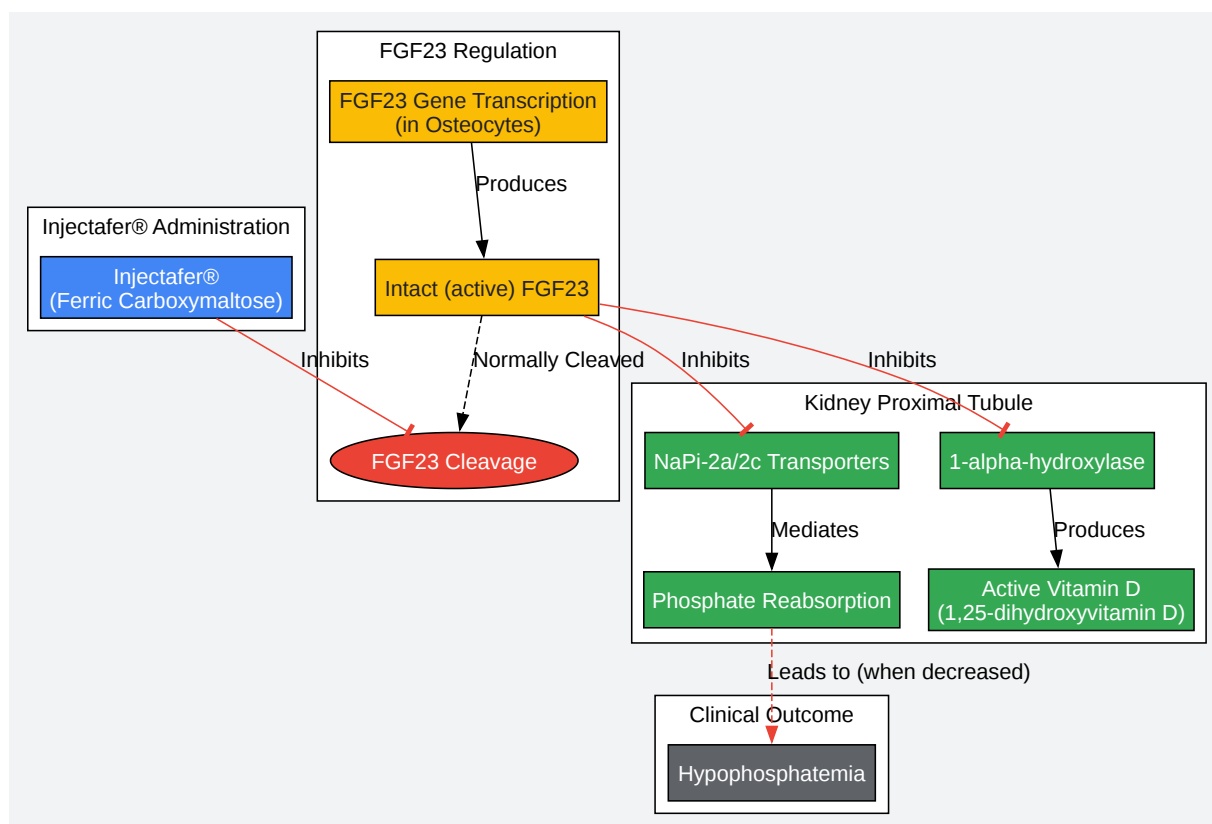 FGF23 Regulation
FGF23 Gene Transcription
(in Osteocytes)
Produces
Injectafer® Administration
Injectafer®
(Ferric Carboxymaltose)
Intact (active) FGF23
Inhibits
Normally Cleaved
Inhibits
Inhibits
Kidney Proximal Tubule
FGF23 Cleavage
NaPi-2a/2c Transporters
1-alpha-hydroxylase
Mediates
Produces
Phosphate Reabsorption
Active Vitamin D
(1,25-dihydroxyvitamin D)
Leads to (when decreased)
Clinical Outcome
Hypophosphatemia